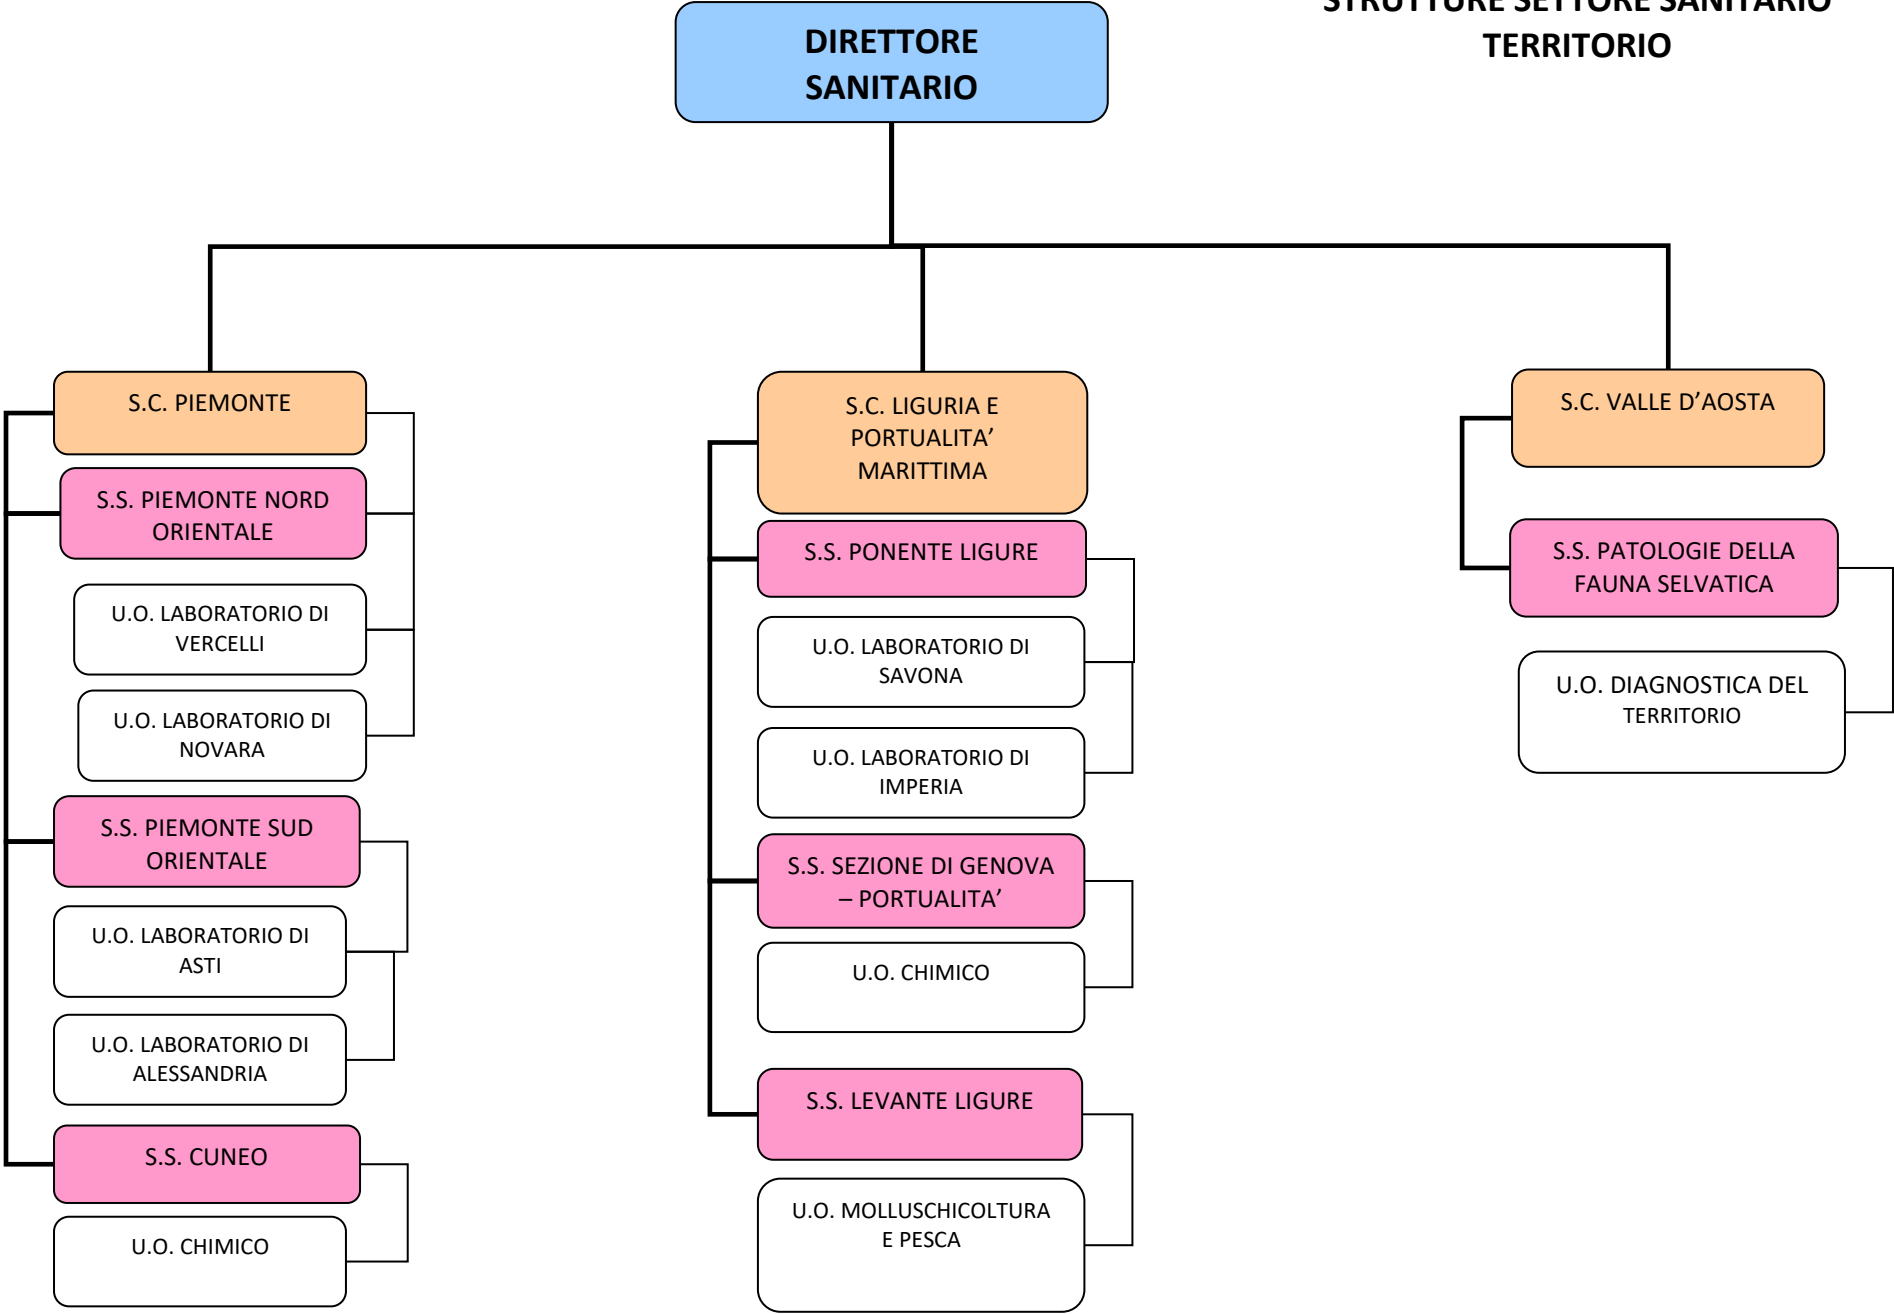 STRUTTURE SETTORE SANITARIO
TERRITORIO
DIRETTORE
SANITARIO
S.C. PIEMONTE
S.S. PIEMONTE NORD
ORIENTALE
U.O. LABORATORIO DI
VERCELLI
U.O. LABORATORIO DI
NOVARA
S.S. PIEMONTE SUD
ORIENTALE
U.O. LABORATORIO DI
ASTI
U.O. LABORATORIO DI
ALESSANDRIA
S.S. CUNEO
U.O. CHIMICO
S.C. LIGURIA E
PORTUALITA’
MARITTIMA
S.S. PONENTE LIGURE
U.O. LABORATORIO DI
SAVONA
U.O. LABORATORIO DI
IMPERIA
S.S. SEZIONE DI GENOVA
– PORTUALITA’
U.O. CHIMICO
S.S. LEVANTE LIGURE
U.O. MOLLUSCHICOLTURA
E PESCA
S.C. VALLE D’AOSTA
S.S. PATOLOGIE DELLA
FAUNA SELVATICA
U.O. DIAGNOSTICA DEL
TERRITORIO